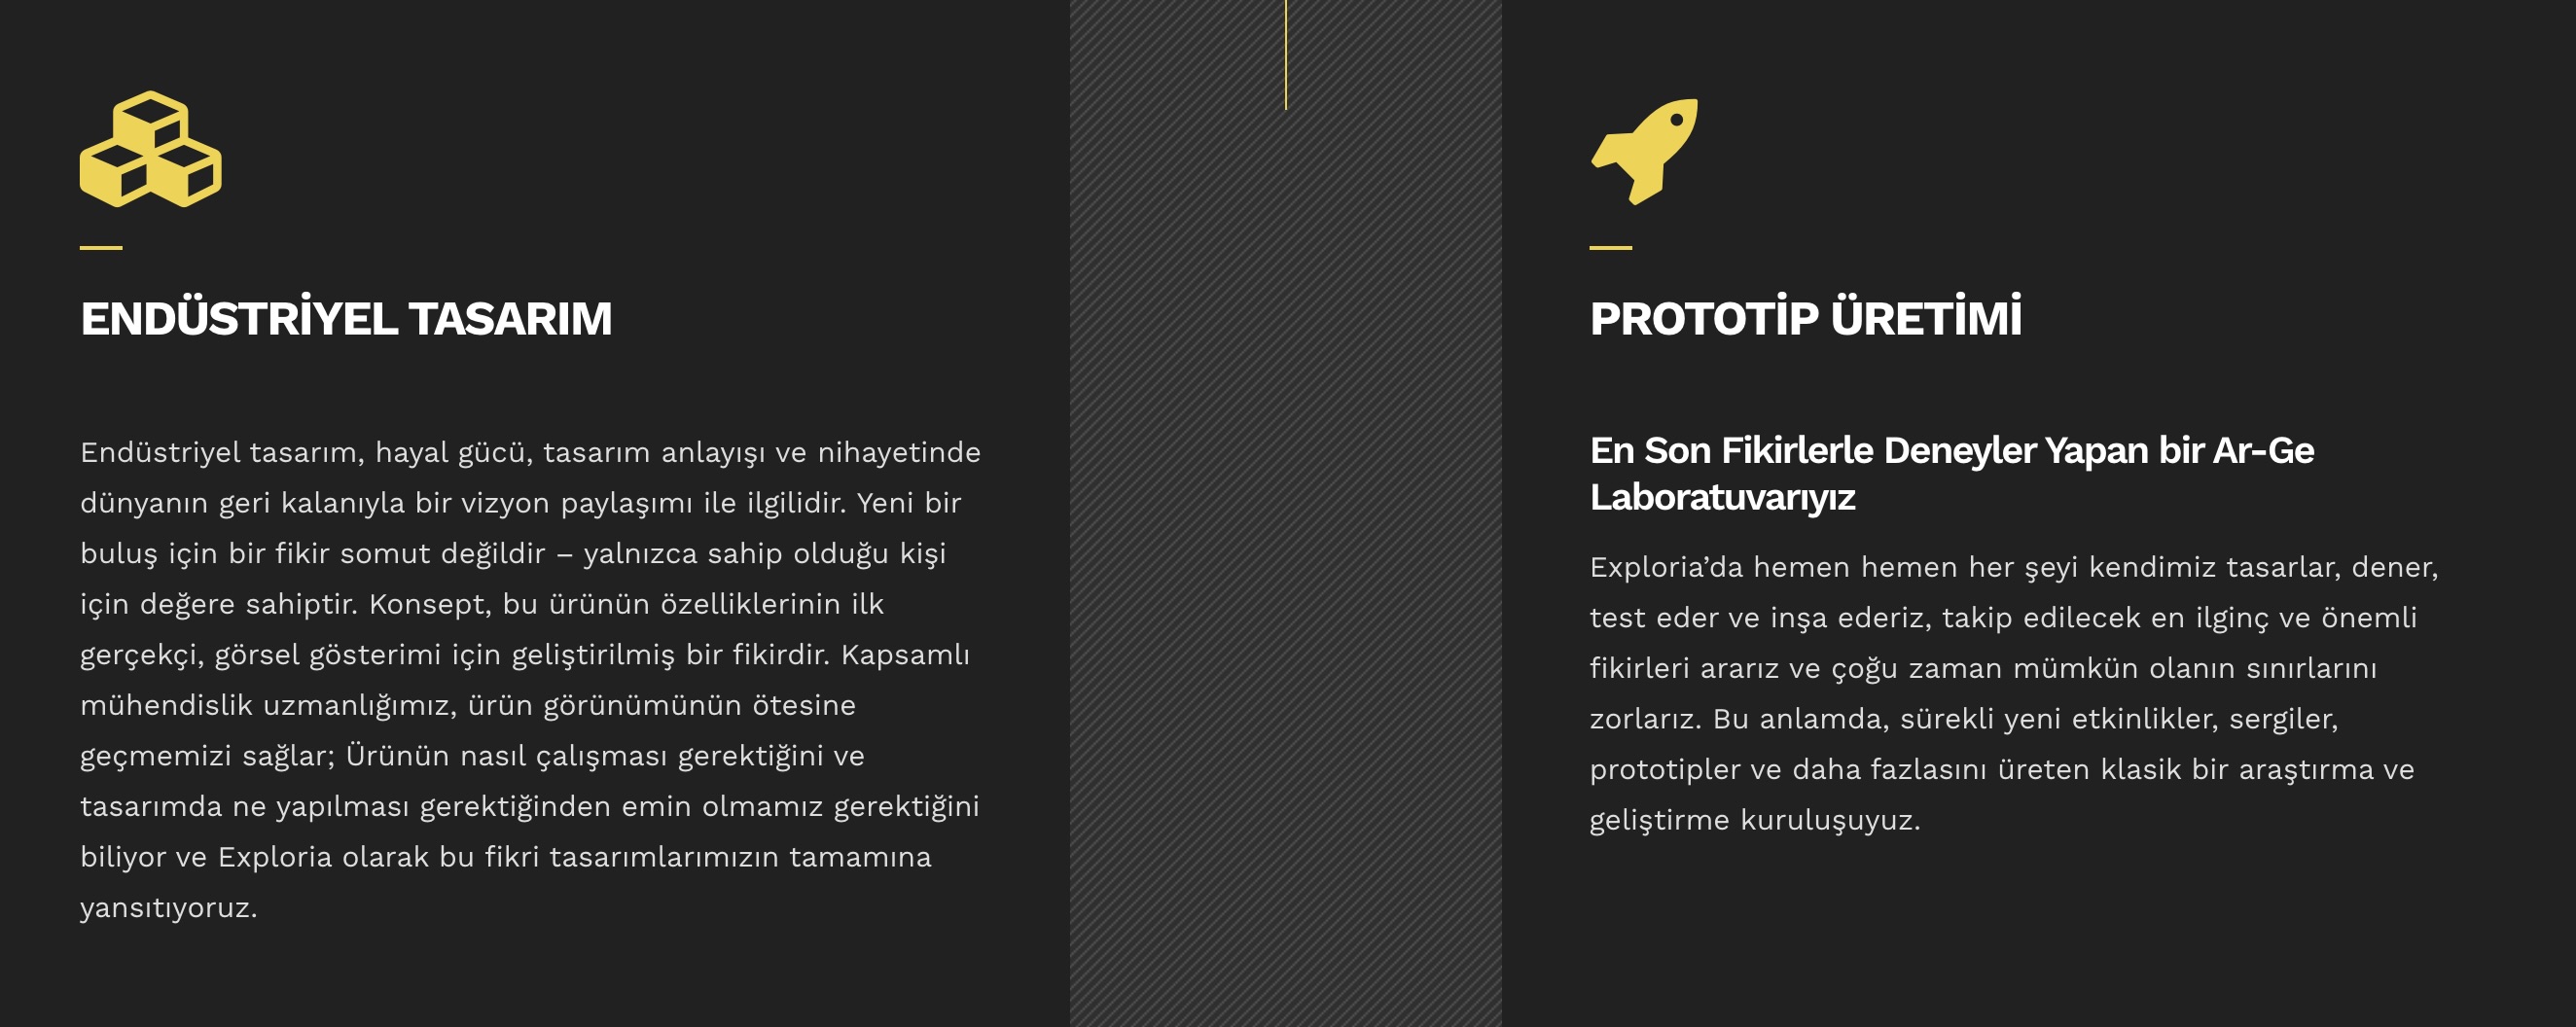 ENDÜSTRİYEL TASARIM
Endüstriyel tasarım, hayal gücü, tasarım anlayışı ve nihayetinde
dünyanın geri kalanıyla bir vizyon paylaşımı ile ilgilidir. Yeni bir
buluş için bir fikir somut değildir – yalnızca sahip olduğu kişi
için değere sahiptir. Konsept, bu ürünün özelliklerinin ilk
gerçekçi, görsel gösterimi için geliştirilmiş bir fikirdir. Kapsamlı
mühendislik uzmanlığımız, ürün görünümünün ötesine
geçmemizi sağlar; Ürünün nasıl çalışması gerektiğini ve
tasarımda ne yapılması gerektiğinden emin olmamız gerektiğini
biliyor ve Exploria olarak bu fikri tasarımlarımızın tamamına
yansıtıyoruz.
PROTOTİP ÜRETİMİ
En Son Fikirlerle Deneyler Yapan bir Ar-Ge
Laboratuvarıyız
Exploria’da hemen hemen her şeyi kendimiz tasarlar, dener,
test eder ve inşa ederiz, takip edilecek en ilginç ve önemli
fikirleri ararız ve çoğu zaman mümkün olanın sınırlarını
zorlarız. Bu anlamda, sürekli yeni etkinlikler, sergiler,
prototipler ve daha fazlasını üreten klasik bir araştırma ve
geliştirme kuruluşuyuz.